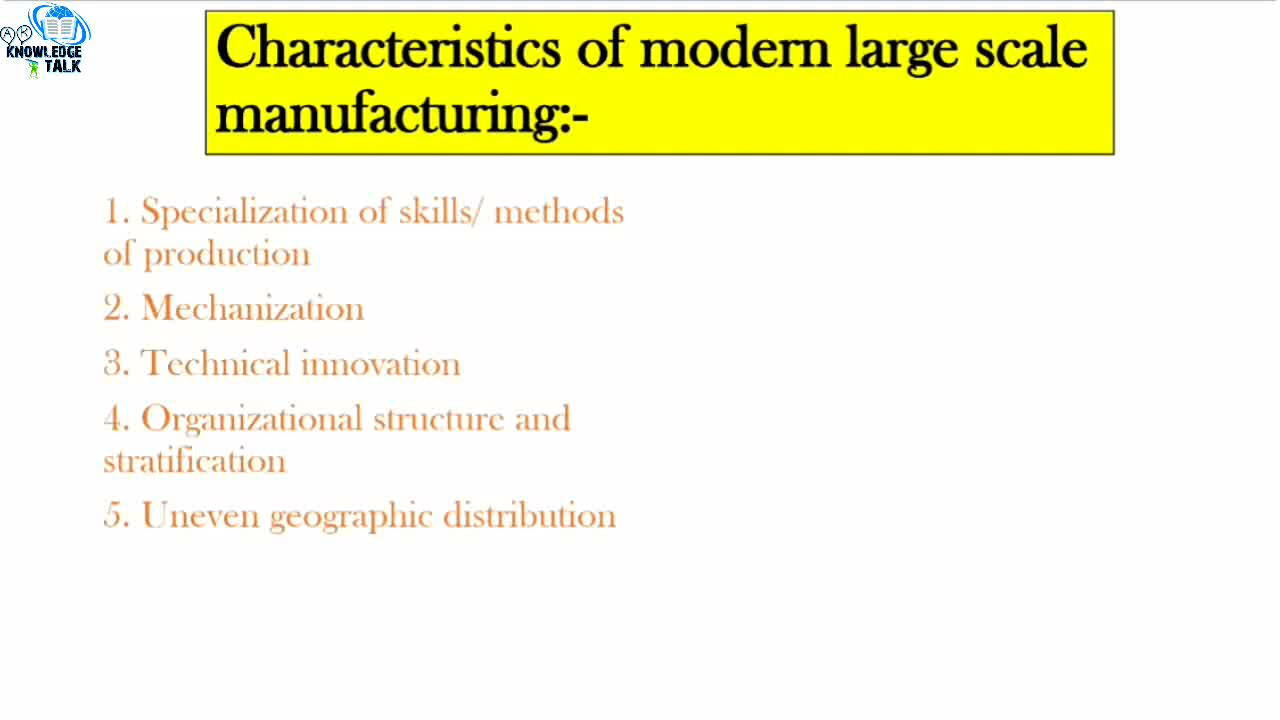 A K
KNOWLEDGE
TALK
Characteristics of modern large scale
manufacturing:-
1. Specialization of skills/ methods
of production
2. Mechanization
3. Technical innovation
4. Organizational structure and
stratification
5. Uneven geographic distribution